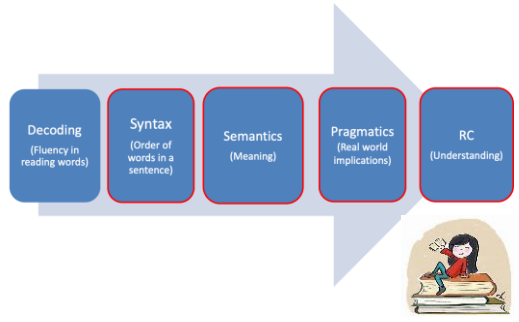 Decoding
(Fluency in
reading words)
Syntax
(Order of
words in a
sentence)
Semantics
(Meaning)
Pragmatics
(Real world
implications)
RC
(Understanding)